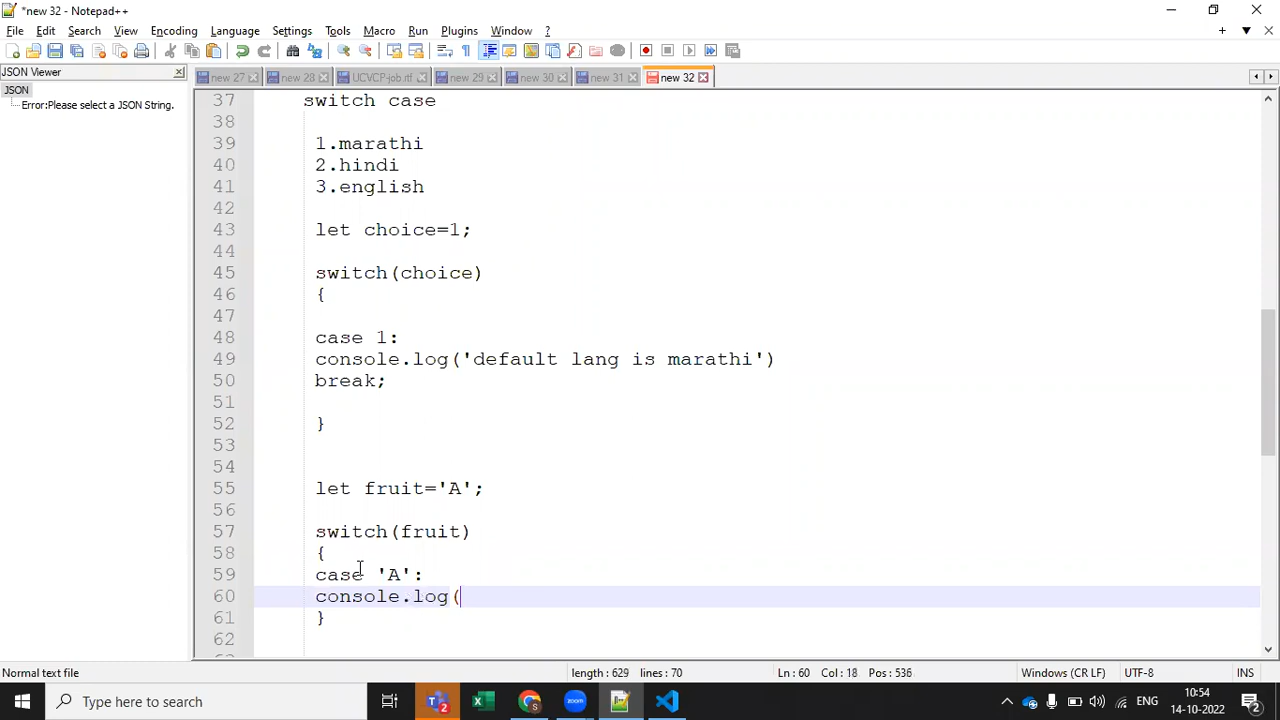 *new 32 - Notepad++
File Edit Search View Encoding Language Settings Tools Macro Run Plugins Window ?
+ ▼ ×
JSON Viewer
new 27 new 28 UCVCP-job.rtf new 29 new 30 new 31 new 32
JSON
Error:Please select a JSON String.
37 switch case
38
39 1.marathi
40 2.hindi
41 3.english
42
43 let choice=1;
44
45 switch(choice)
46 {
47
48 case 1:
49 console.log('default lang is marathi')
50 break;
51
52 }
53
54
55 let fruit='A';
56
57 switch(fruit)
58 {
59 case 'A':
60 console.log(
61 }
62
Normal text file length : 629 lines : 70 Ln : 60 Col : 18 Pos : 536 Windows (CR LF) UTF-8 INS
Type here to search
ENG
10:54
14-10-2022
2